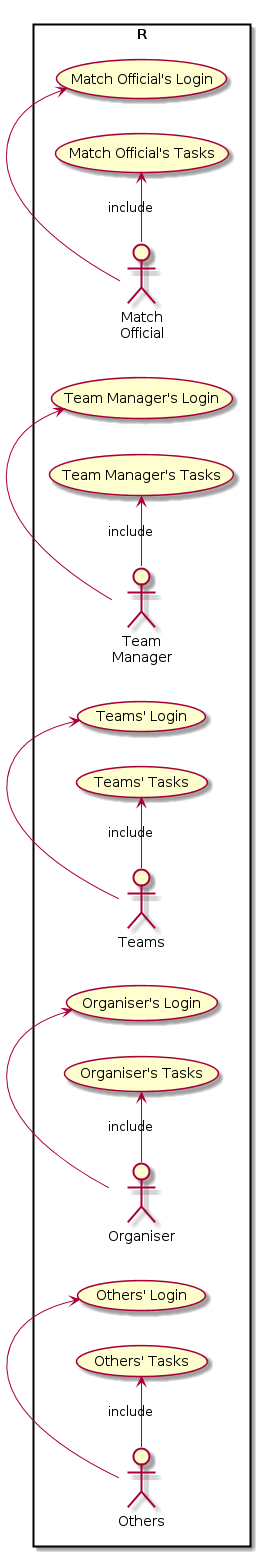 R
Match Official's Login
Match Official's Tasks
include
Match
Official
Team Manager's Login
Team Manager's Tasks
include
Team
Manager
Teams' Login
Teams' Tasks
include
Teams
Organiser's Login
Organiser's Tasks
include
Organiser
Others' Login
Others' Tasks
include
Others